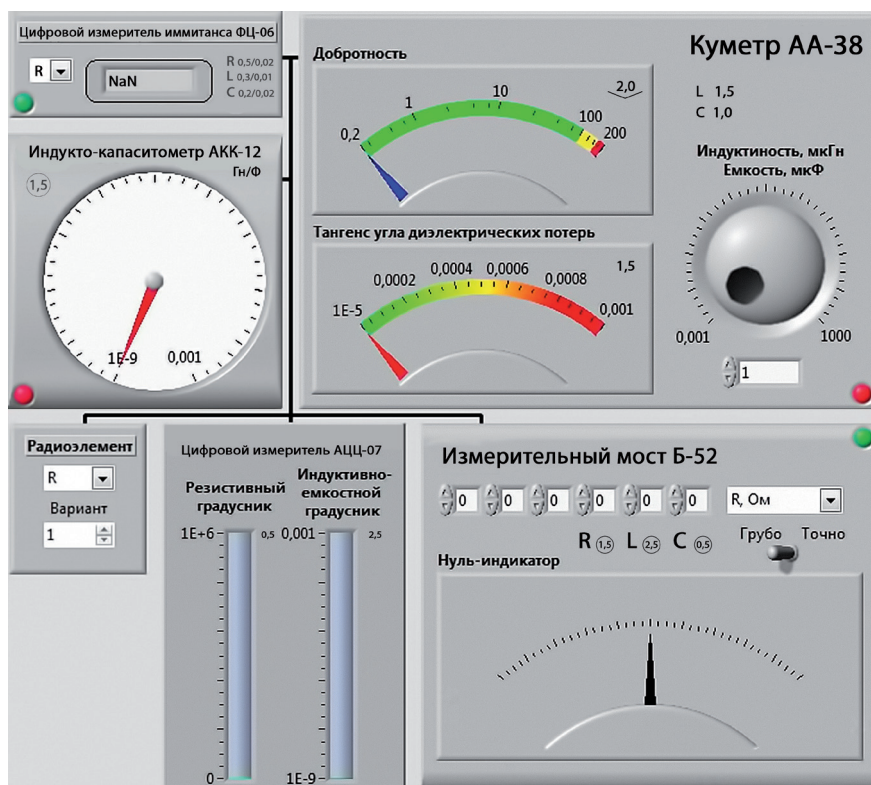 Цифровой измеритель иммитанса ФЦ-06
R
NaN
R 0,5/0,02
L 0,3/0,01
C 0,2/0,02
Индукто-капаситометр АКК-12
Гн/Ф
1,5
1E-9
0,001
Куметр АА-38
L 1,5
C 1,0
Добротность
0,2
1
10
100
200
2,0
Тангенс угла диэлектрических потерь
1E-5
0,0002
0,0004
0,0006
0,0008
0,001
1,5
Индуктиность, мкГн
Емкость, мкФ
0,001
1000
1
Радиоэлемент
R
Вариант
1
Цифровой измеритель АЦЦ-07
Резистивный
градусник
1E+6
0,5
0
Индуктивно-
емкостной
градусник
0,001
2,5
1E-9
Измерительный мост Б-52
0 0 0 0 0 0
R, Ом
R 1,5 L 2,5 C 0,5
Грубо Точно
Нуль-индикатор